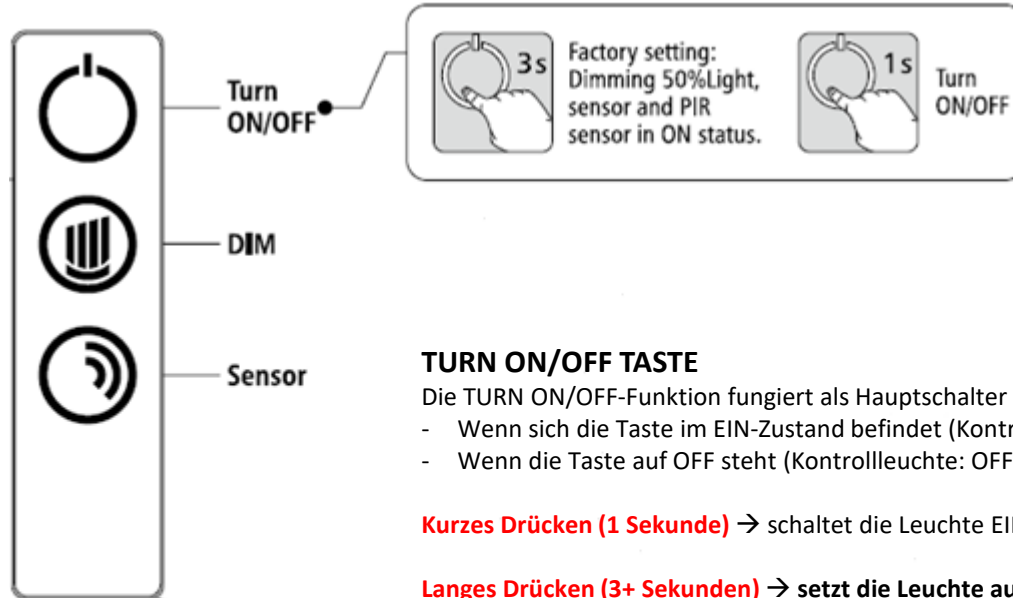 3s
Factory setting:
Dimming 50%Light,
sensor and PIR
sensor in ON status.
1s
Turn
ON/OFF
Turn
ON/OFF
DIM
Sensor
TURN ON/OFF TASTE
Die TURN ON/OFF-Funktion fungiert als Hauptschalter
- Wenn sich die Taste im EIN-Zustand befindet (Kontr
- Wenn die Taste auf OFF steht (Kontrollleuchte: OFF
Kurzes Drücken (1 Sekunde) → schaltet die Leuchte EI
Langes Drücken (3+ Sekunden) → setzt die Leuchte au